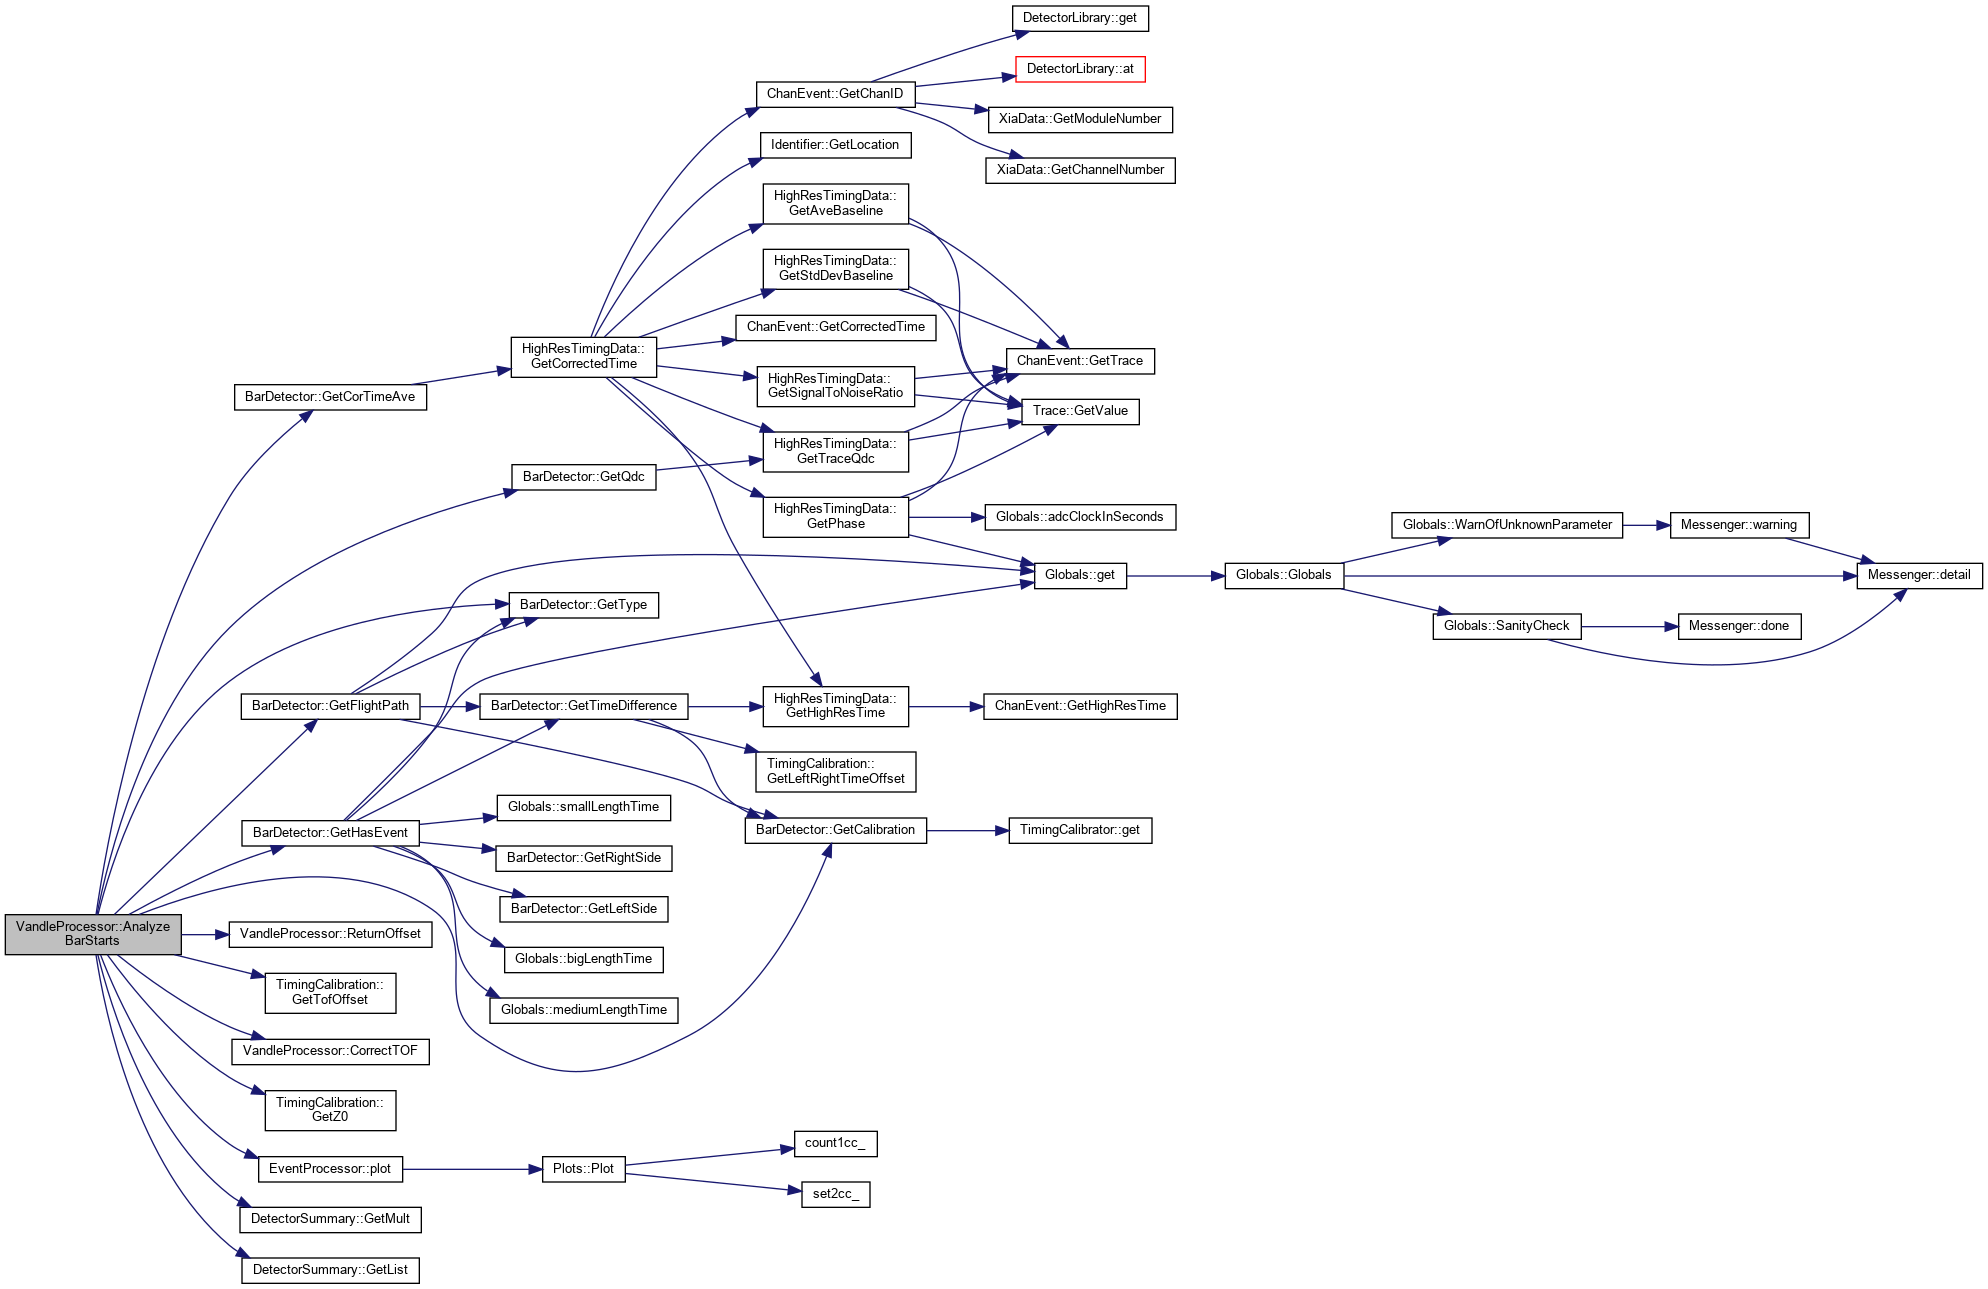 DetectorLibrary::get
DetectorLibrary::at
ChanEvent::GetChanID
XiaData::GetModuleNumber
Identifier::GetLocation
XiaData::GetChannelNumber
HighResTimingData::
GetAveBaseline
HighResTimingData::
GetStdDevBaseline
ChanEvent::GetCorrectedTime
HighResTimingData::
GetCorrectedTime
ChanEvent::GetTrace
HighResTimingData::
GetSignalToNoiseRatio
BarDetector::GetCorTimeAve
Trace::GetValue
HighResTimingData::
GetTraceQdc
BarDetector::GetQdc
HighResTimingData::
GetPhase
Globals::adcClockInSeconds
Globals::WarnOfUnknownParameter
Messenger::warning
Globals::get
Globals::Globals
Messenger::detail
BarDetector::GetType
Globals::SanityCheck
Messenger::done
BarDetector::GetFlightPath
BarDetector::GetTimeDifference
HighResTimingData::
GetHighResTime
ChanEvent::GetHighResTime
TimingCalibration::
GetLeftRightTimeOffset
Globals::smallLengthTime
BarDetector::GetHasEvent
BarDetector::GetCalibration
TimingCalibrator::get
BarDetector::GetRightSide
BarDetector::GetLeftSide
VandleProcessor::Analyze
BarStarts
VandleProcessor::ReturnOffset
Globals::bigLengthTime
TimingCalibration::
GetTofOffset
Globals::mediumLengthTime
VandleProcessor::CorrectTOF
TimingCalibration::
GetZ0
count1cc_
EventProcessor::plot
Plots::Plot
set2cc_
DetectorSummary::GetMult
DetectorSummary::GetList